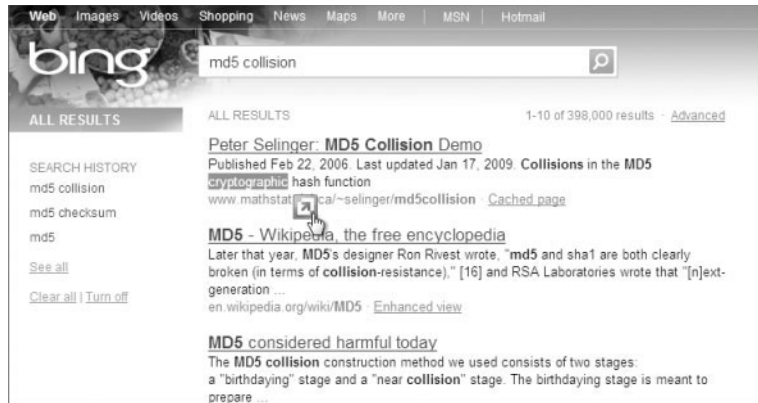 Web Images Videos Shopping News Maps More | MSN | Hotmail
bing
md5 collision
ALL RESULTS
ALL RESULTS 1-10 of 398,000 results · Advanced
SEARCH HISTORY
md5 collision
md5 checksum
md5
See all
Clear all | Turn off
Peter Selinger: MD5 Collision Demo
Published Feb 22, 2006. Last updated Jan 17, 2009. Collisions in the MD5
cryptographic hash function
www.mathstat ca/~selinger/md5collision · Cached page
MD5 - Wikipedia, the free encyclopedia
Later that year, MD5's designer Ron Rivest wrote, "md5 and sha1 are both clearly
broken (in terms of collision-resistance)," [16] and RSA Laboratories wrote that "[n]ext-
generation ...
en.wikipedia.org/wiki/MD5 · Enhanced view
MD5 considered harmful today
The MD5 collision construction method we used consists of two stages:
a "birthdaying" stage and a "near collision" stage. The birthdaying stage is meant to
prepare ...